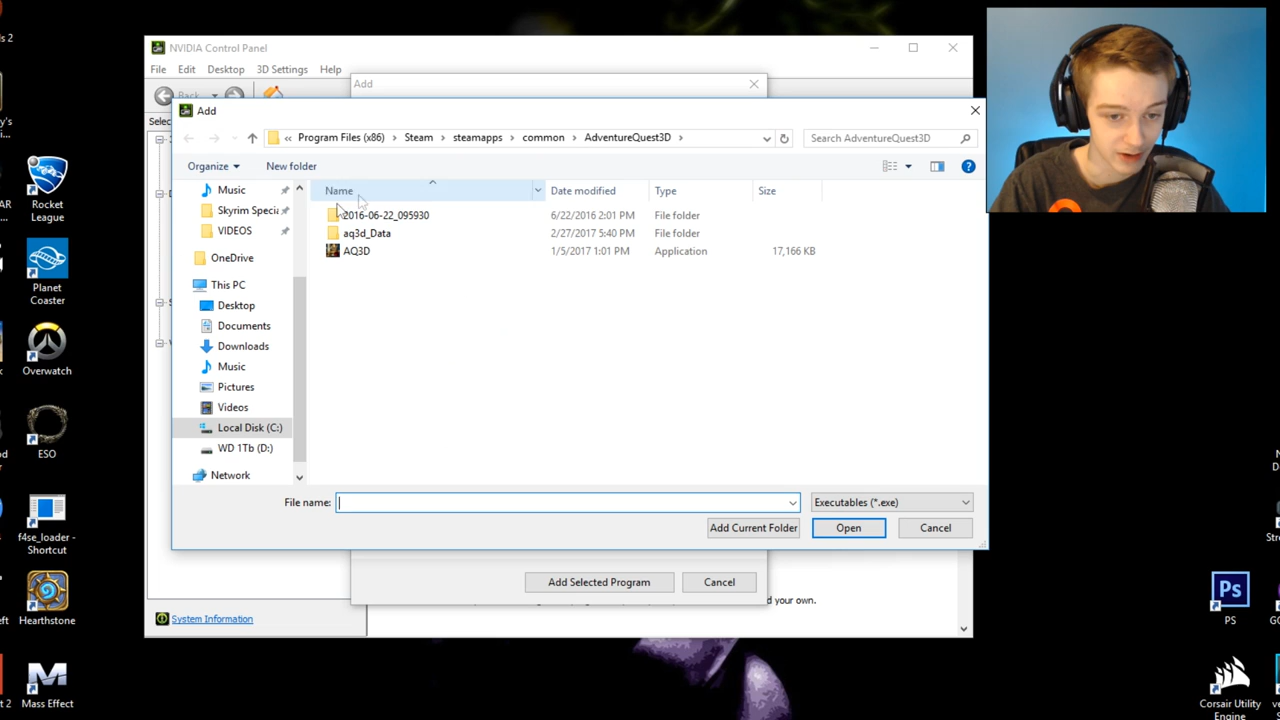 s 2
NVIDIA Control Panel
File Edit Desktop 3D Settings Help
Add
Back
Selec
Add
« Program Files (x86) › Steam › steamapps › common › AdventureQuest3D ›
Search AdventureQuest3D
Organize New folder
Name Date modified Type Size
2016-06-22_095930 6/22/2016 2:01 PM File folder
aq3d_Data 2/27/2017 5:40 PM File folder
AQ3D 1/5/2017 1:01 PM Application 17,166 KB
Music
Skyrim Specia
VIDEOS
OneDrive
This PC
Desktop
Documents
Downloads
Music
Pictures
Videos
Local Disk (C:)
WD 1Tb (D:)
Network
File name:
Executables (*.exe)
Add Current Folder Open Cancel
Add Selected Program Cancel
d your own.
System Information
Rocket
League
Planet
Coaster
Overwatch
ESO
f4se_loader -
Shortcut
Hearthstone
Mass Effect
Ps
PS
Corsair Utility
Engine